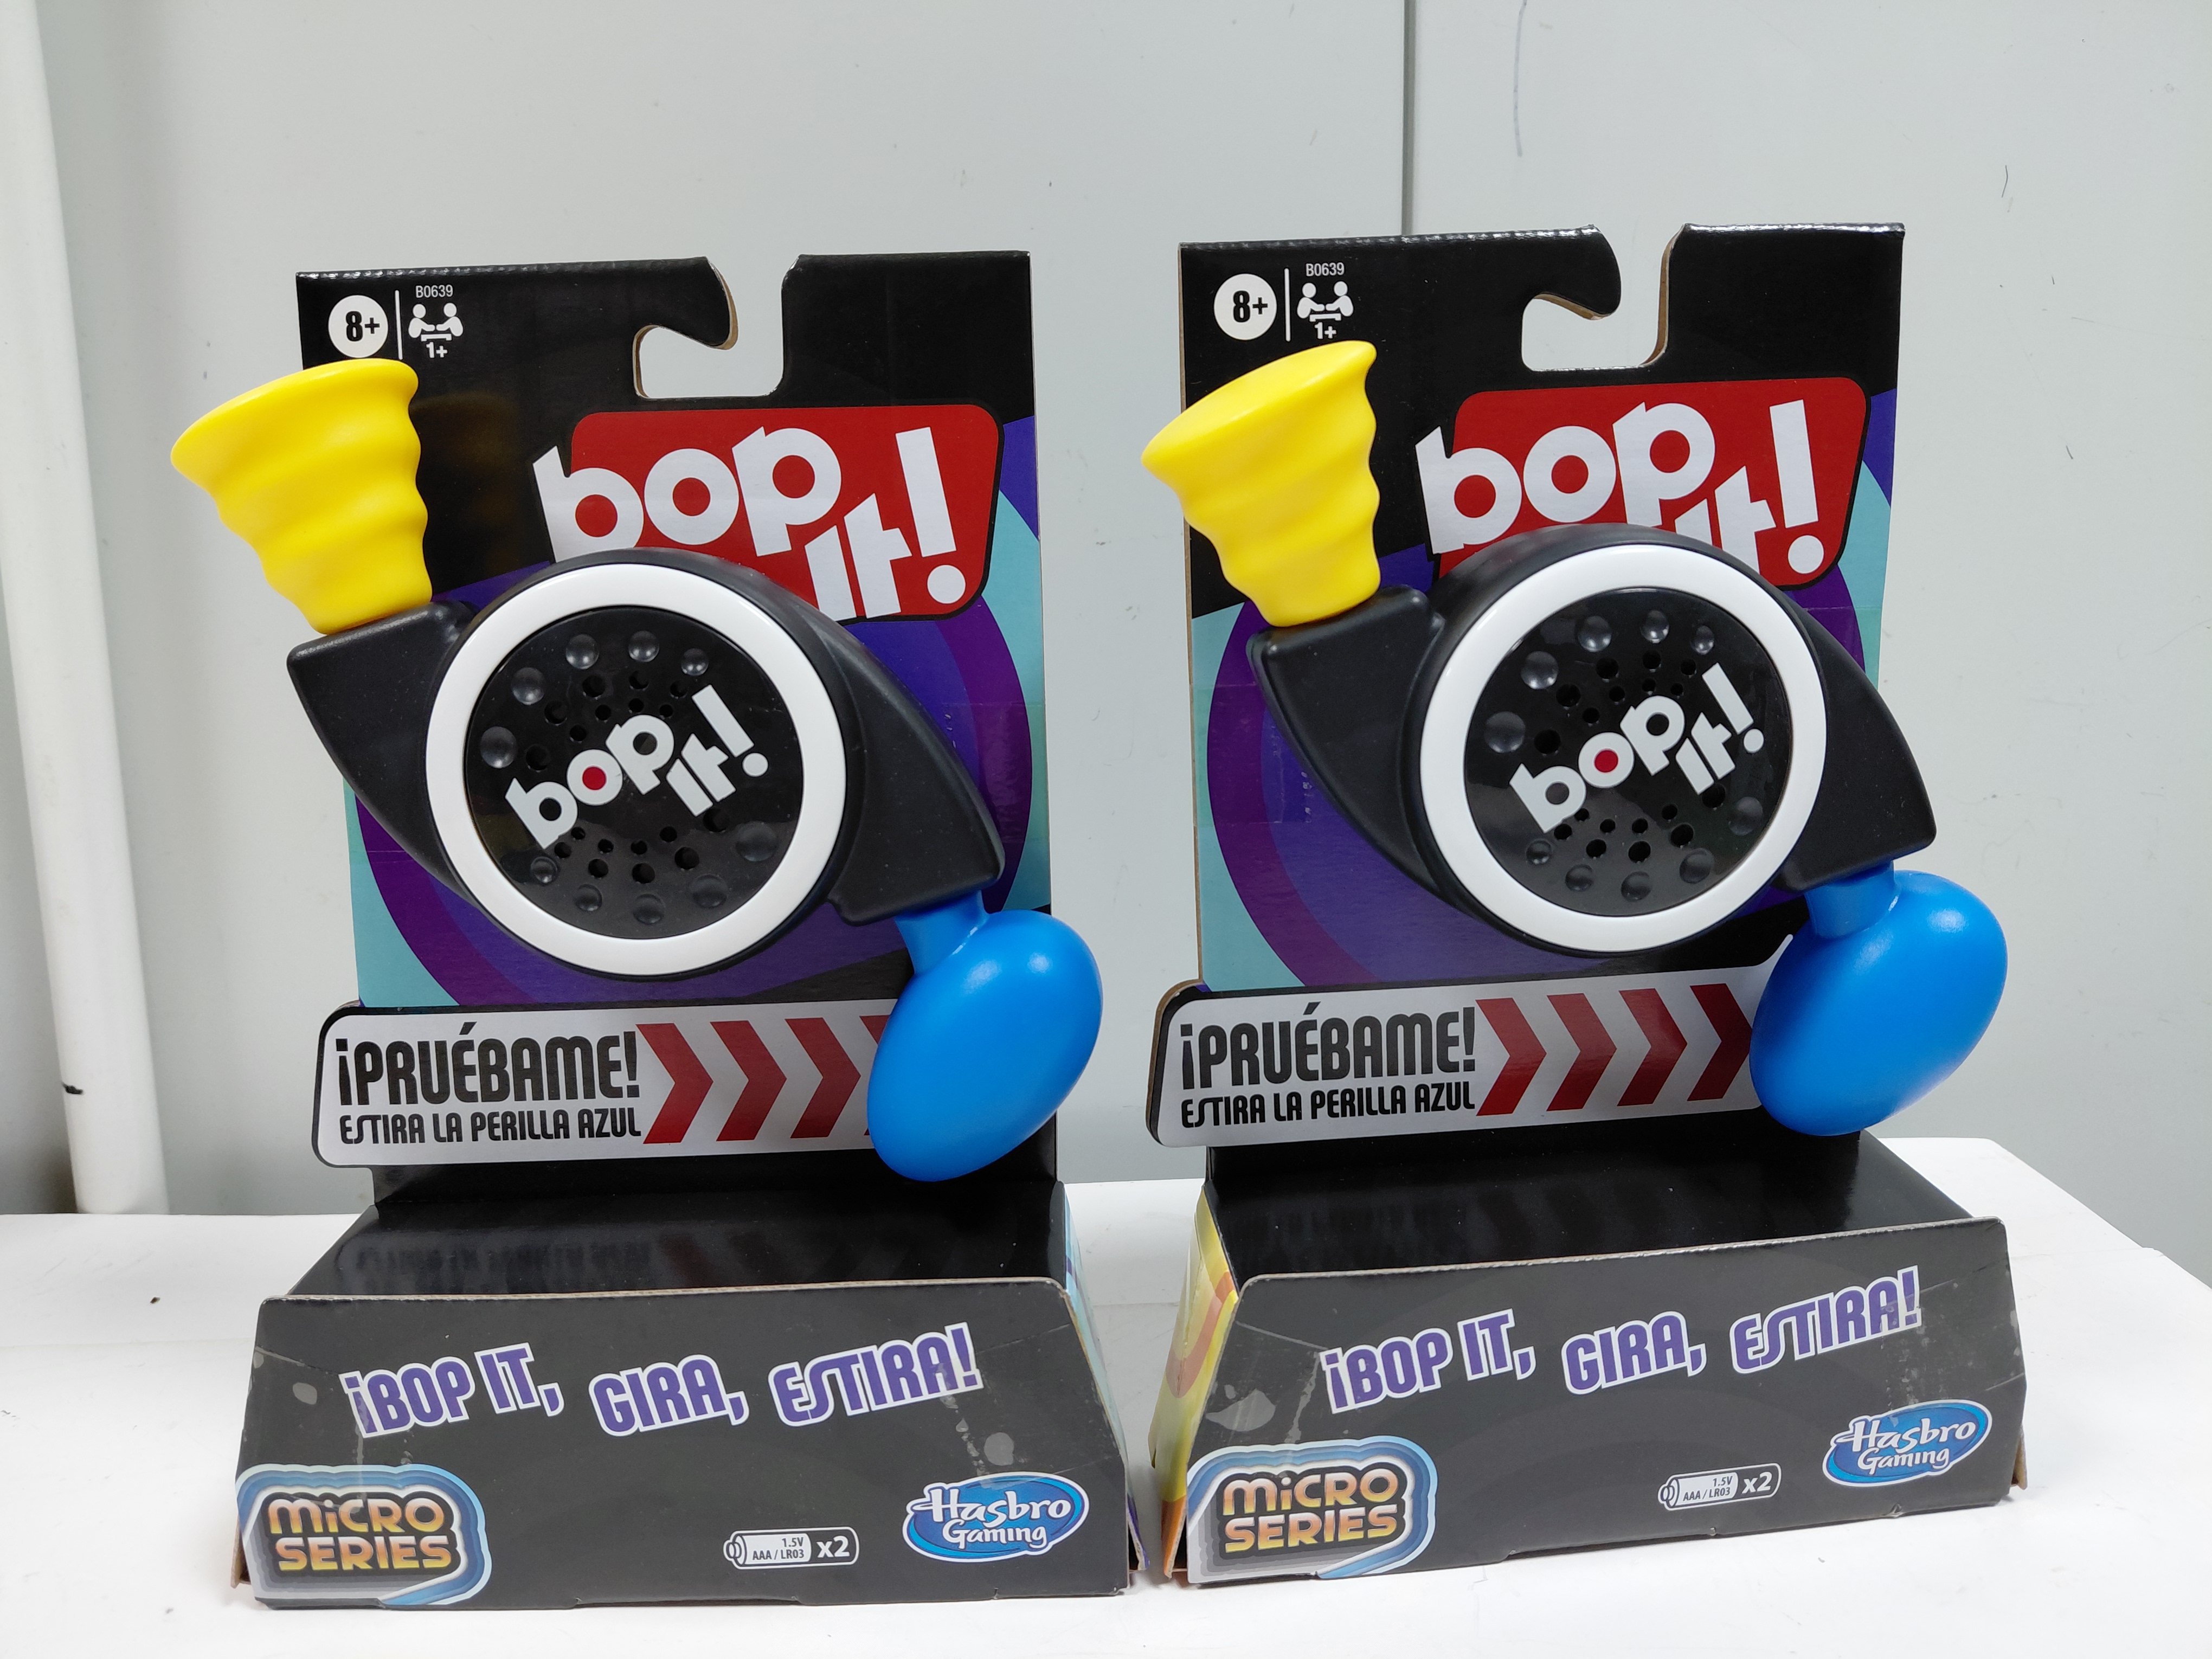 8+
B0639
1+
bop
it!
bop
it!
¡PRUÉBAME!
ESTIRA LA PERILLA AZUL
¡BOP IT, GIRA, ESTIRA!
MICRO
SERIES
1.5V
AAA / LR03 x2
Hasbro
Gaming
8+
B0639
1+
bop
it!
bop
it!
¡PRUÉBAME!
ESTIRA LA PERILLA AZUL
¡BOP IT, GIRA, ESTIRA!
MICRO
SERIES
1.5V
AAA / LR03 x2
Hasbro
Gaming